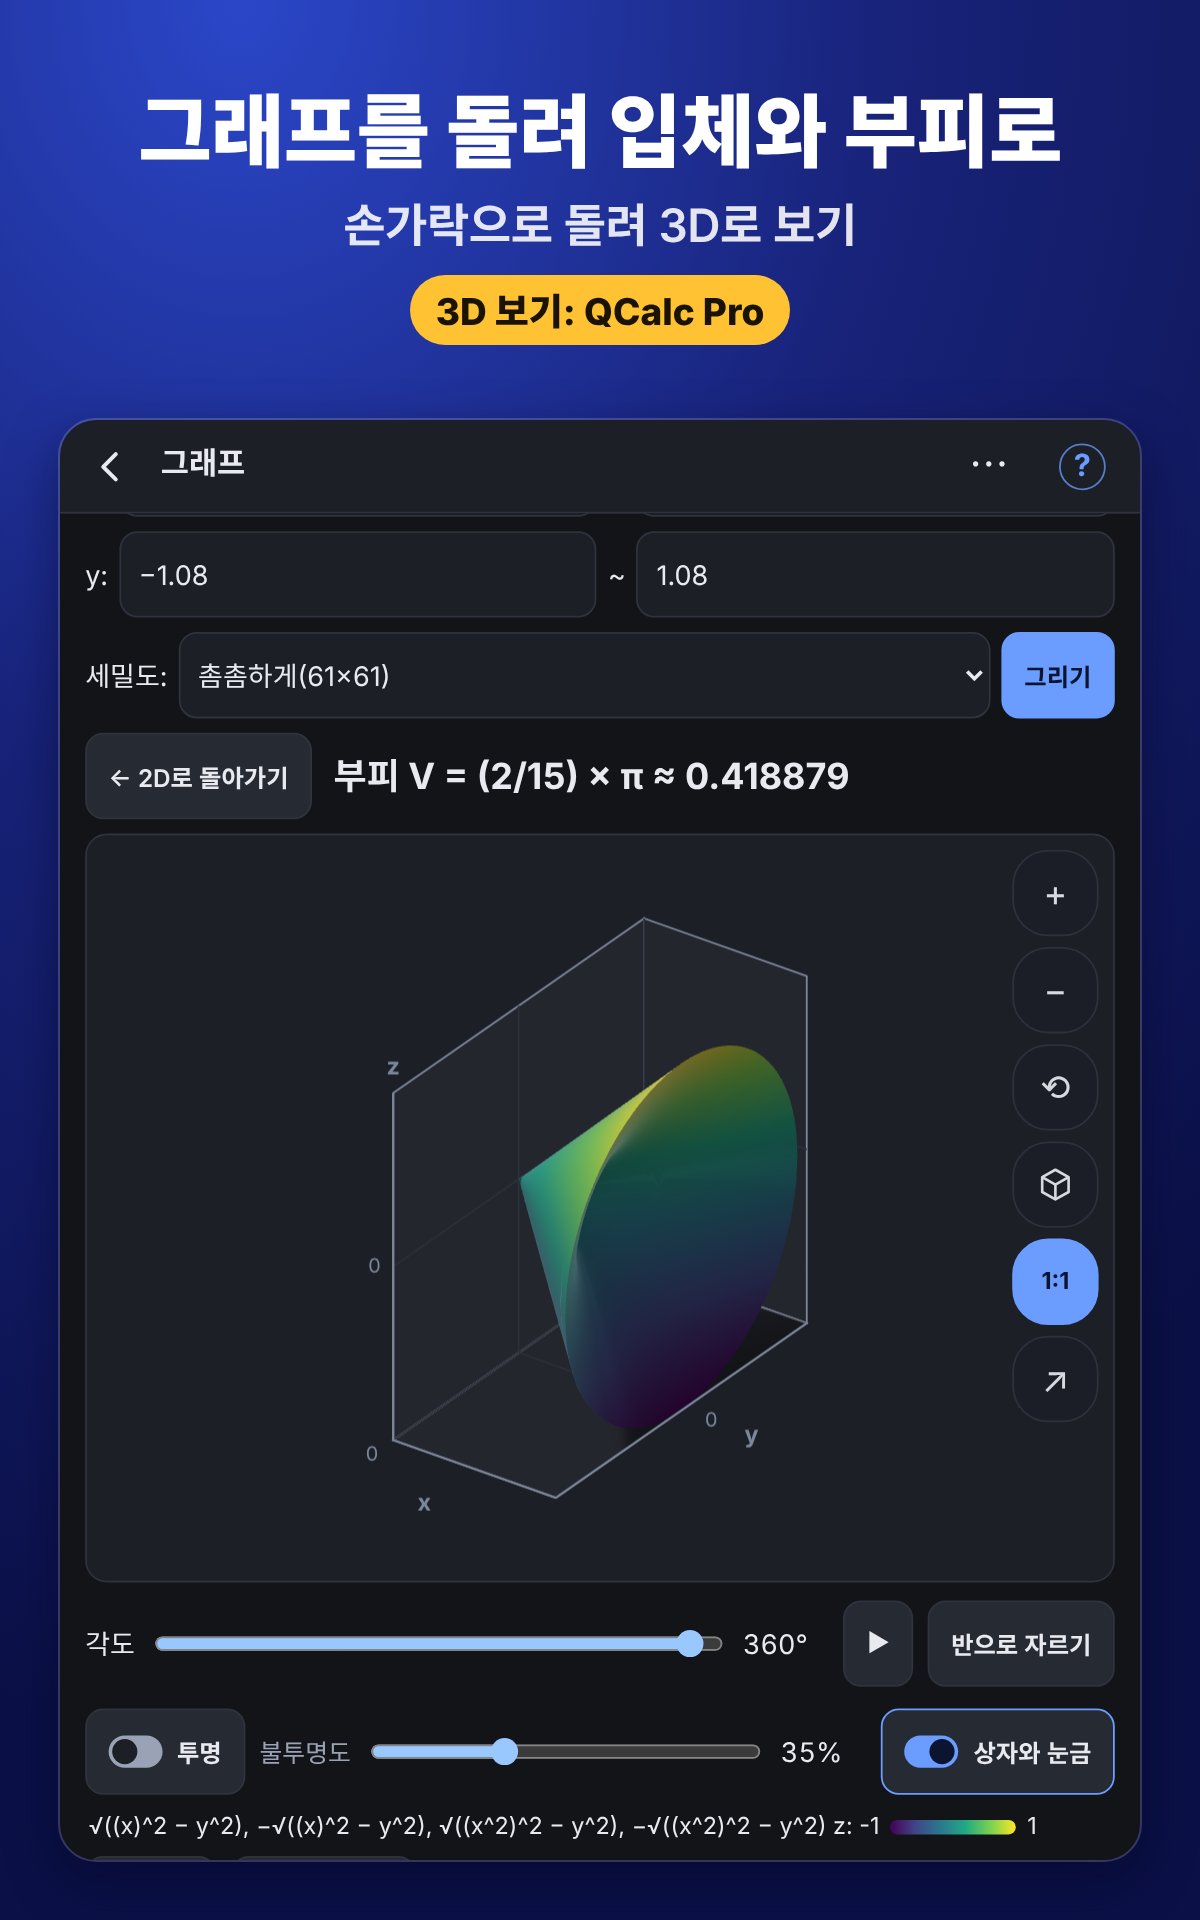 그래프를 돌려 입체와 부피로
손가락으로 돌려 3D로 보기
3D 보기: QCalc Pro
그래프 ··· ?
y: −1.08 ~ 1.08
세밀도: 촘촘하게(61×61) 그리기
← 2D로 돌아가기 부피 V = (2/15) × π ≈ 0.418879
+
−
⟲
1:1
↗
z
0
0
x
0
y
각도 360° ▶ 반으로 자르기
투명 불투명도 35% 상자와 눈금
√((x)^2 − y^2), −√((x)^2 − y^2), √((x^2)^2 − y^2), −√((x^2)^2 − y^2) z: -1 1